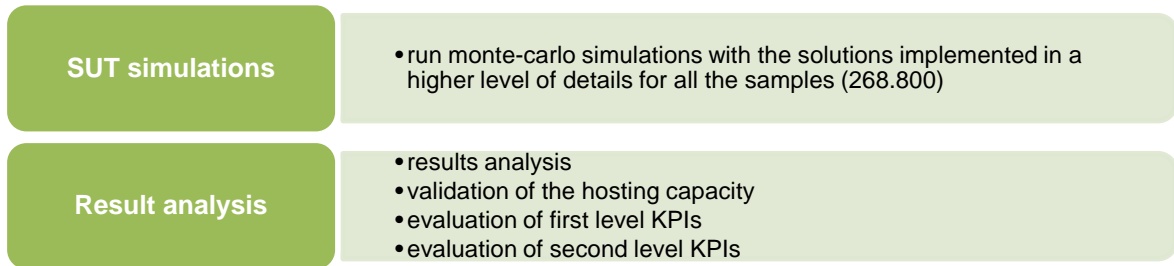 SUT simulations
•run monte-carlo simulations with the solutions implemented in a
higher level of details for all the samples (268.800)
Result analysis
•results analysis
•validation of the hosting capacity
•evaluation of first level KPIs
•evaluation of second level KPIs